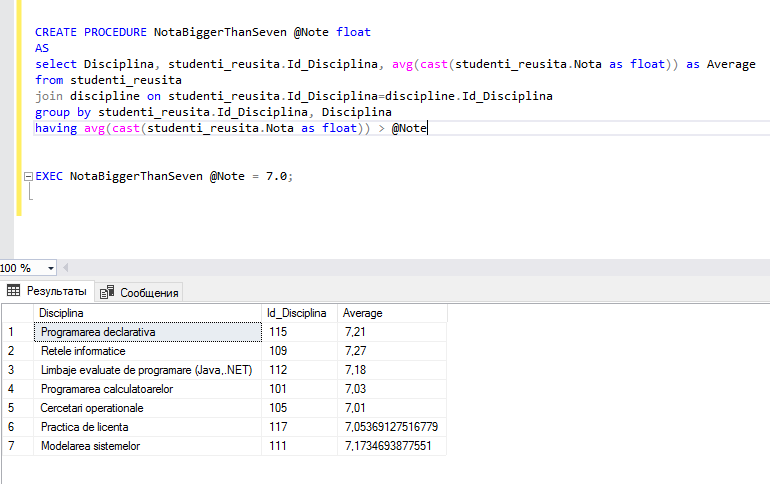 CREATE PROCEDURE NotaBiggerThanSeven @Note float
AS
select Disciplina, studenti_reusita.Id_Disciplina, avg(cast(studenti_reusita.Nota as float)) as Average
from studenti_reusita
join discipline on studenti_reusita.Id_Disciplina=discipline.Id_Disciplina
group by studenti_reusita.Id_Disciplina, Disciplina
having avg(cast(studenti_reusita.Nota as float)) > @Note
EXEC NotaBiggerThanSeven @Note = 7.0;
100 %
Результаты Сообщения
Disciplina Id_Disciplina Average
1 Programarea declarativa 115 7,21
2 Retele informatice 109 7,27
3 Limbaje evaluate de programare (Java,.NET) 112 7,18
4 Programarea calculatoarelor 101 7,03
5 Cercetari operationale 105 7,01
6 Practica de licenta 117 7,05369127516779
7 Modelarea sistemelor 111 7,1734693877551